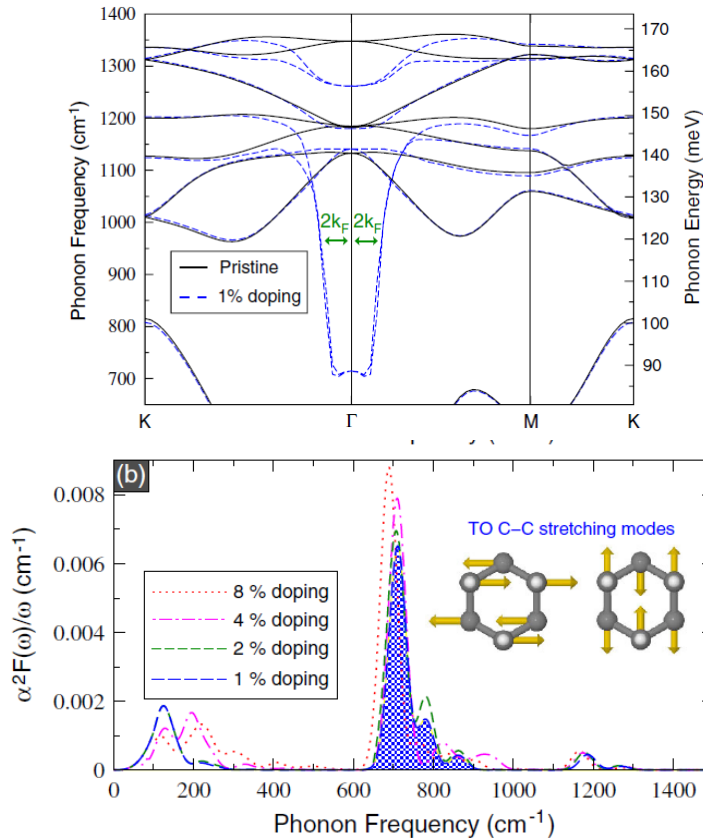 1400
1300
1200
1100
1000
900
800
700
Phonon Frequency (cm⁻¹)
170
160
150
140
130
120
110
100
90
Phonon Energy (meV)
2k_F 2k_F
Pristine
1% doping
K Γ M K
(b)
0.008
0.006
0.004
0.002
0
α²F(ω)/ω (cm⁻¹)
TO C–C stretching modes
8 % doping
4 % doping
2 % doping
1 % doping
0 200 400 600 800 1000 1200 1400
Phonon Frequency (cm⁻¹)